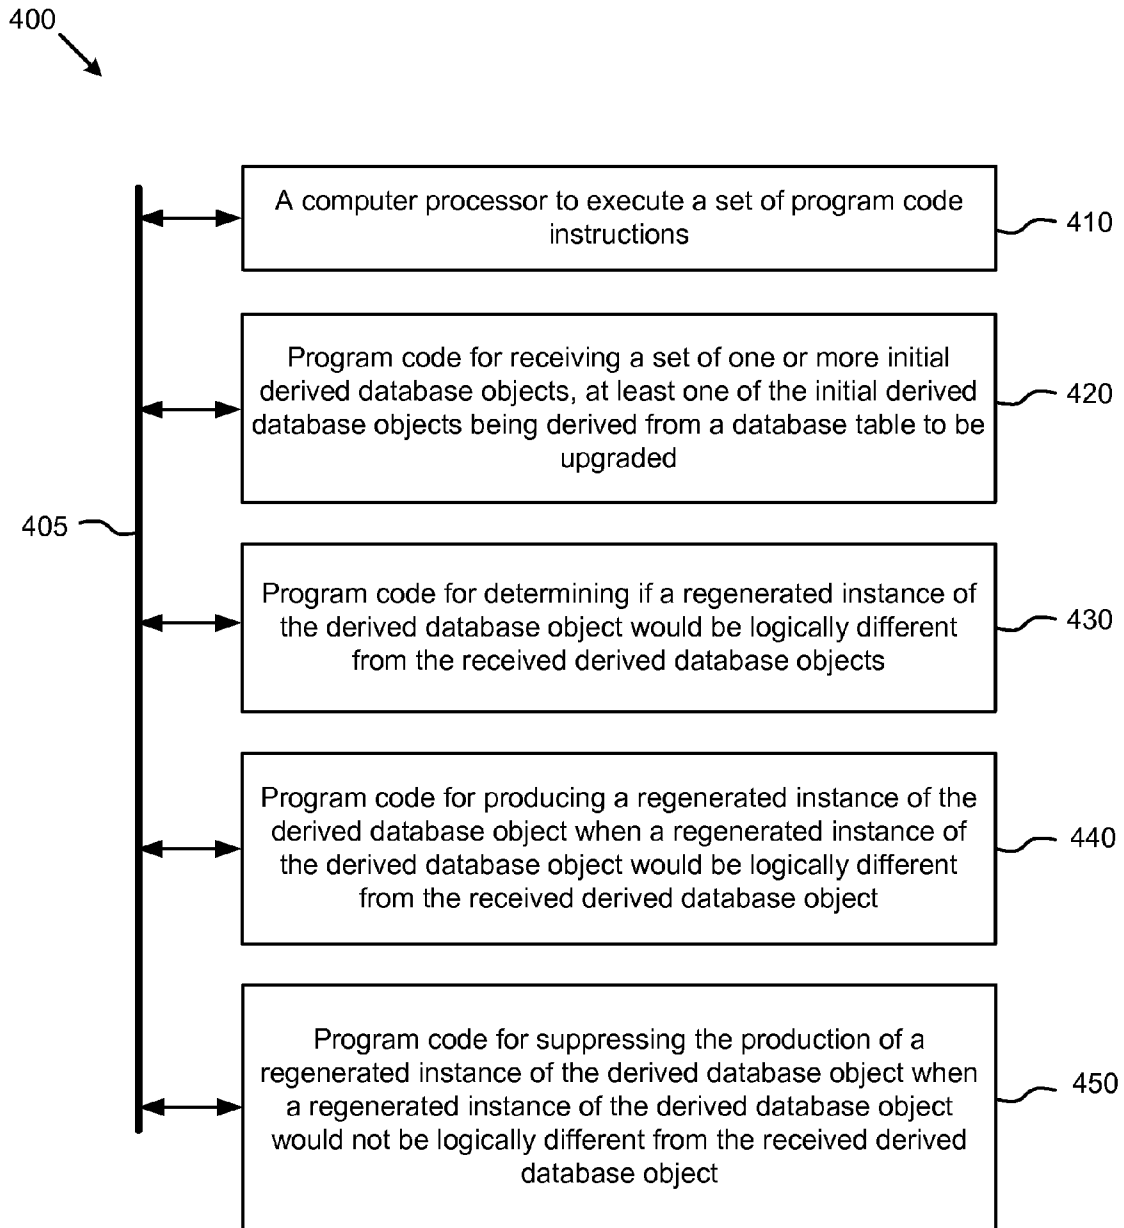 400
A computer processor to execute a set of program code
instructions
410
Program code for receiving a set of one or more initial
derived database objects, at least one of the initial derived
database objects being derived from a database table to be
upgraded
420
405
Program code for determining if a regenerated instance of
the derived database object would be logically different
from the received derived database objects
430
Program code for producing a regenerated instance of the
derived database object when a regenerated instance of
the derived database object would be logically different
from the received derived database object
440
Program code for suppressing the production of a
regenerated instance of the derived database object when
a regenerated instance of the derived database object
would not be logically different from the received derived
database object
450